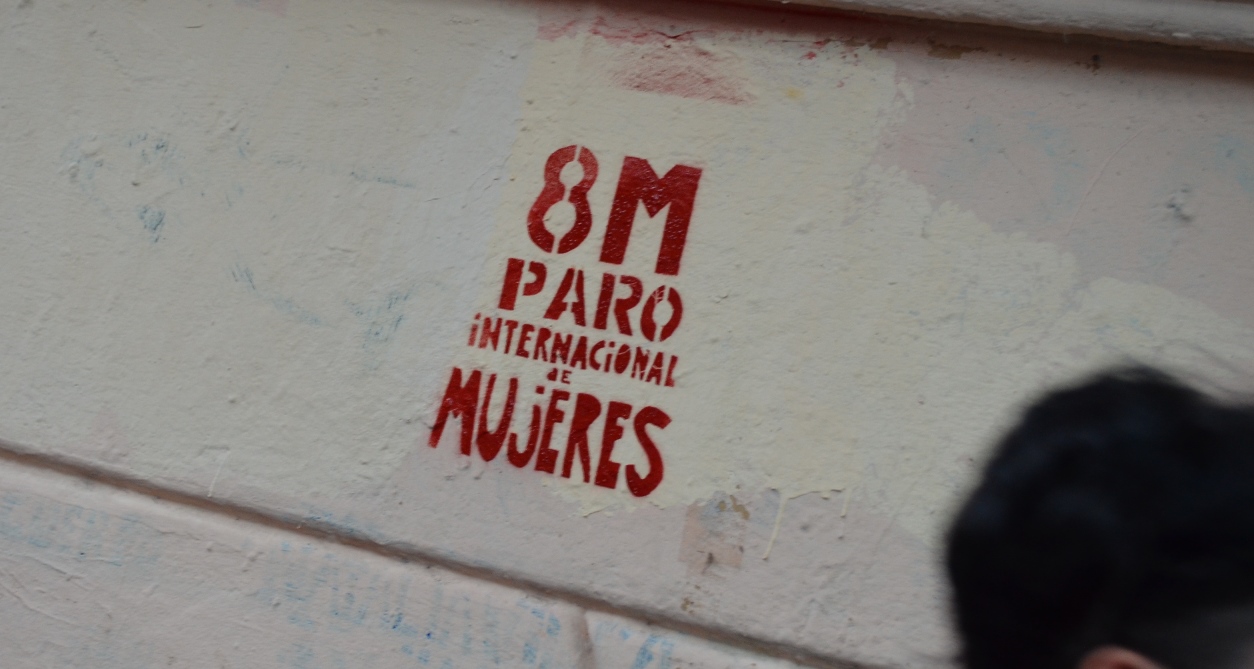 8M
PARO
iNTERNACiONAL
DE
MUjERES